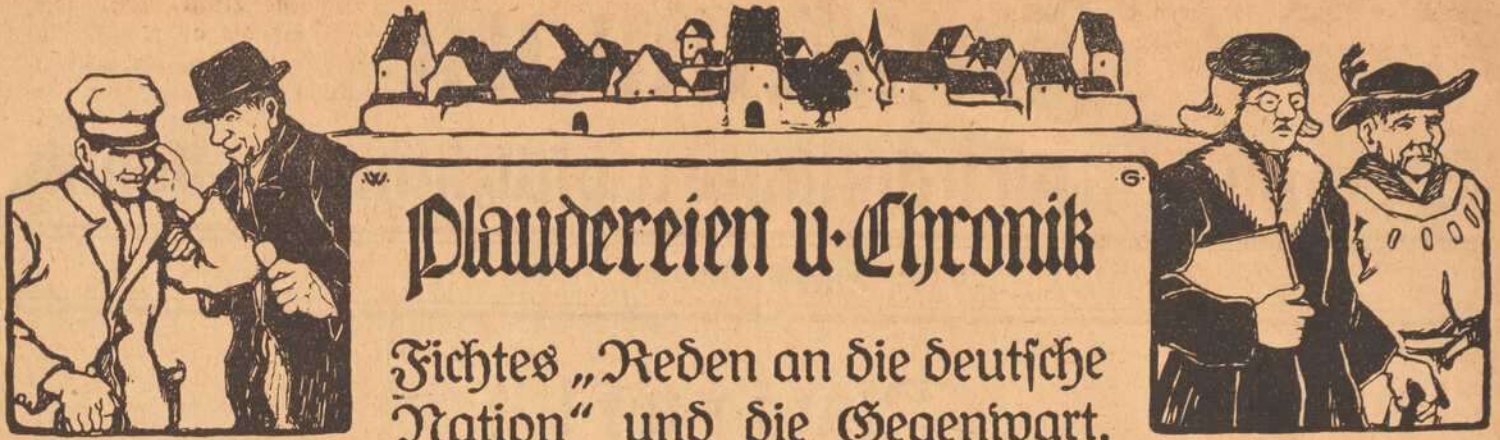 W. G.
Plaudereien u. Chronik
Fichtes „Reden an die deutsche
Nation“ und die Gegenwart.